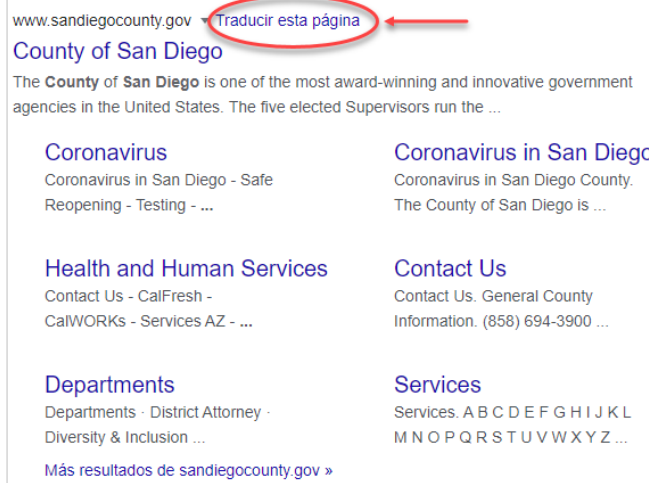 www.sandiegocounty.gov ▾ Traducir esta página
County of San Diego
The County of San Diego is one of the most award-winning and innovative government
agencies in the United States. The five elected Supervisors run the ...
Coronavirus
Coronavirus in San Diego - Safe
Reopening - Testing - ...
Coronavirus in San Diego
Coronavirus in San Diego County.
The County of San Diego is ...
Health and Human Services
Contact Us - CalFresh -
CalWORKs - Services AZ - ...
Contact Us
Contact Us. General County
Information. (858) 694-3900 ...
Departments
Departments · District Attorney ·
Diversity & Inclusion ...
Services
Services. A B C D E F G H I J K L
M N O P Q R S T U V W X Y Z ...
Más resultados de sandiegocounty.gov »